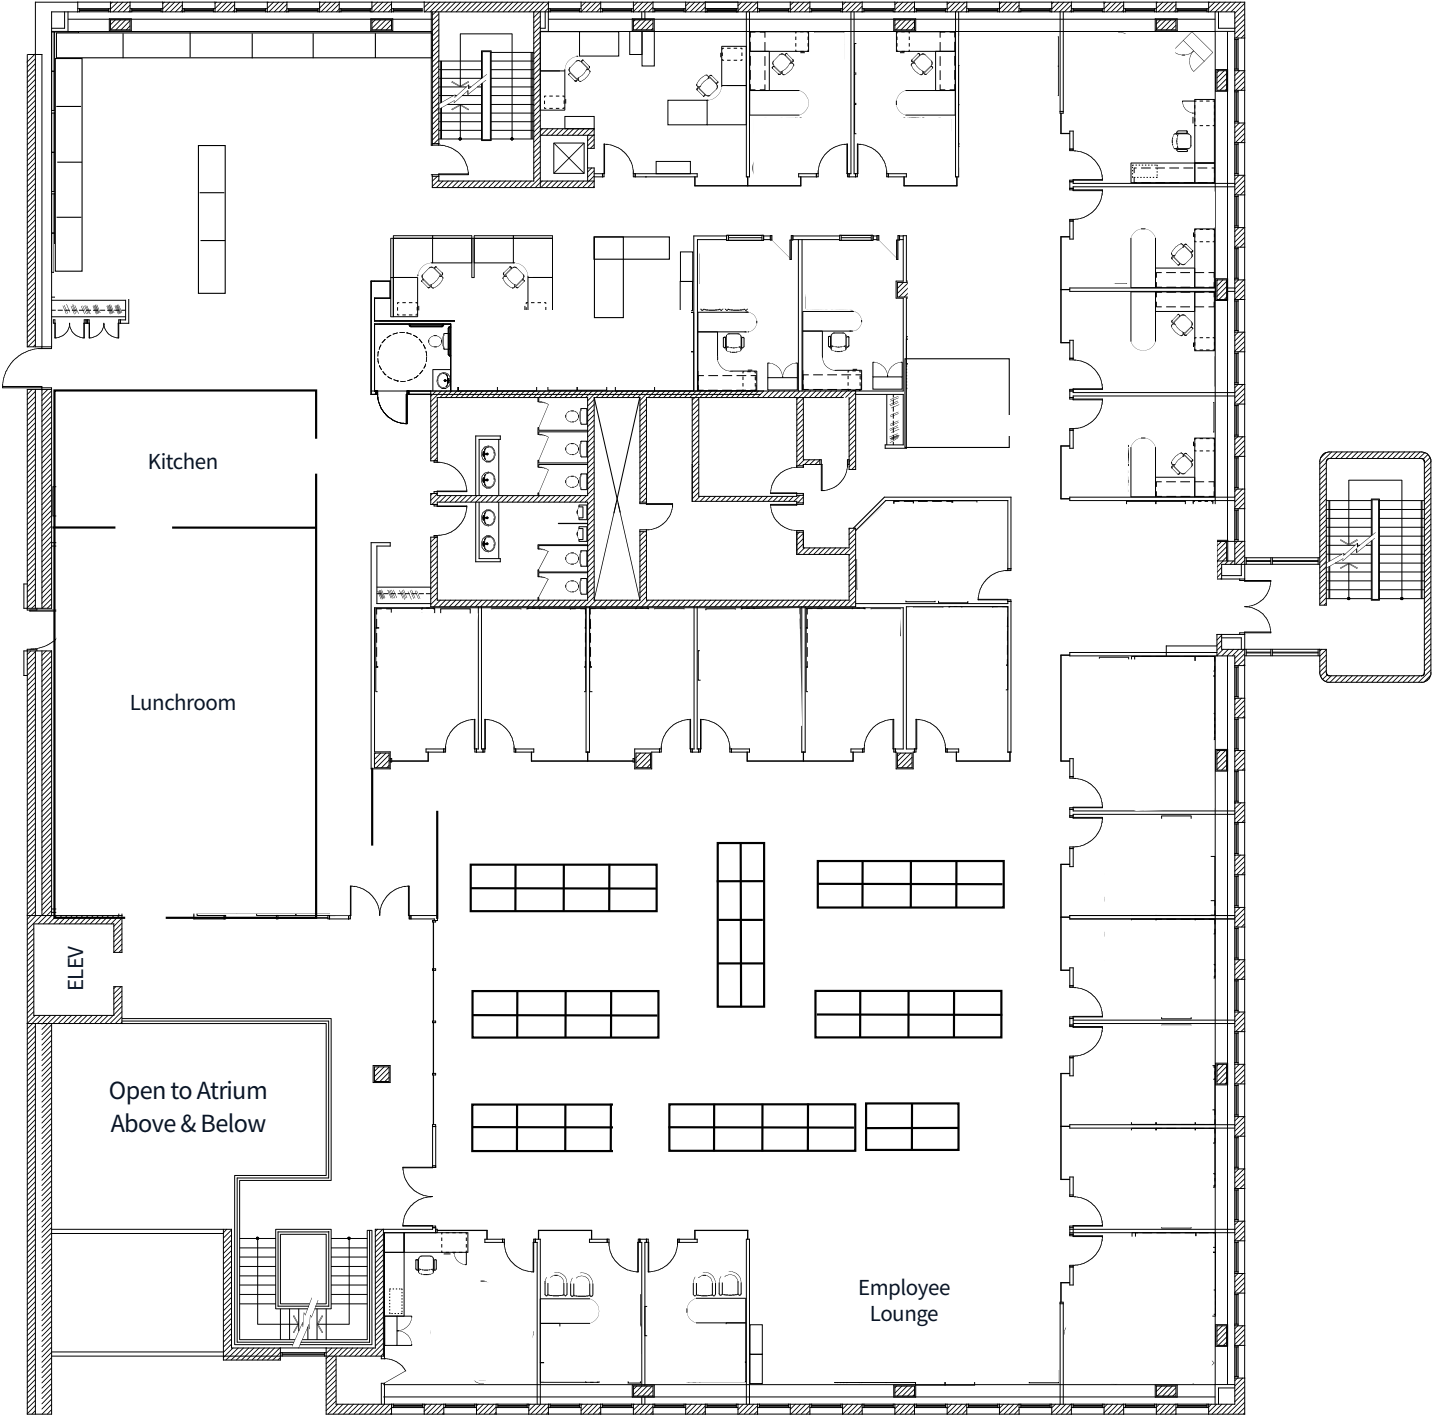 Kitchen
Lunchroom
ELEV
Open to Atrium
Above & Below
Employee
Lounge